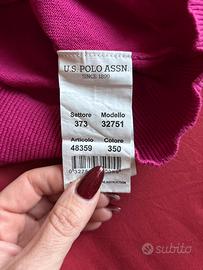 U.S. POLO ASSN.
SINCE 1890
Settore Modello
373 32751
Articolo Colore
48359 350
subito